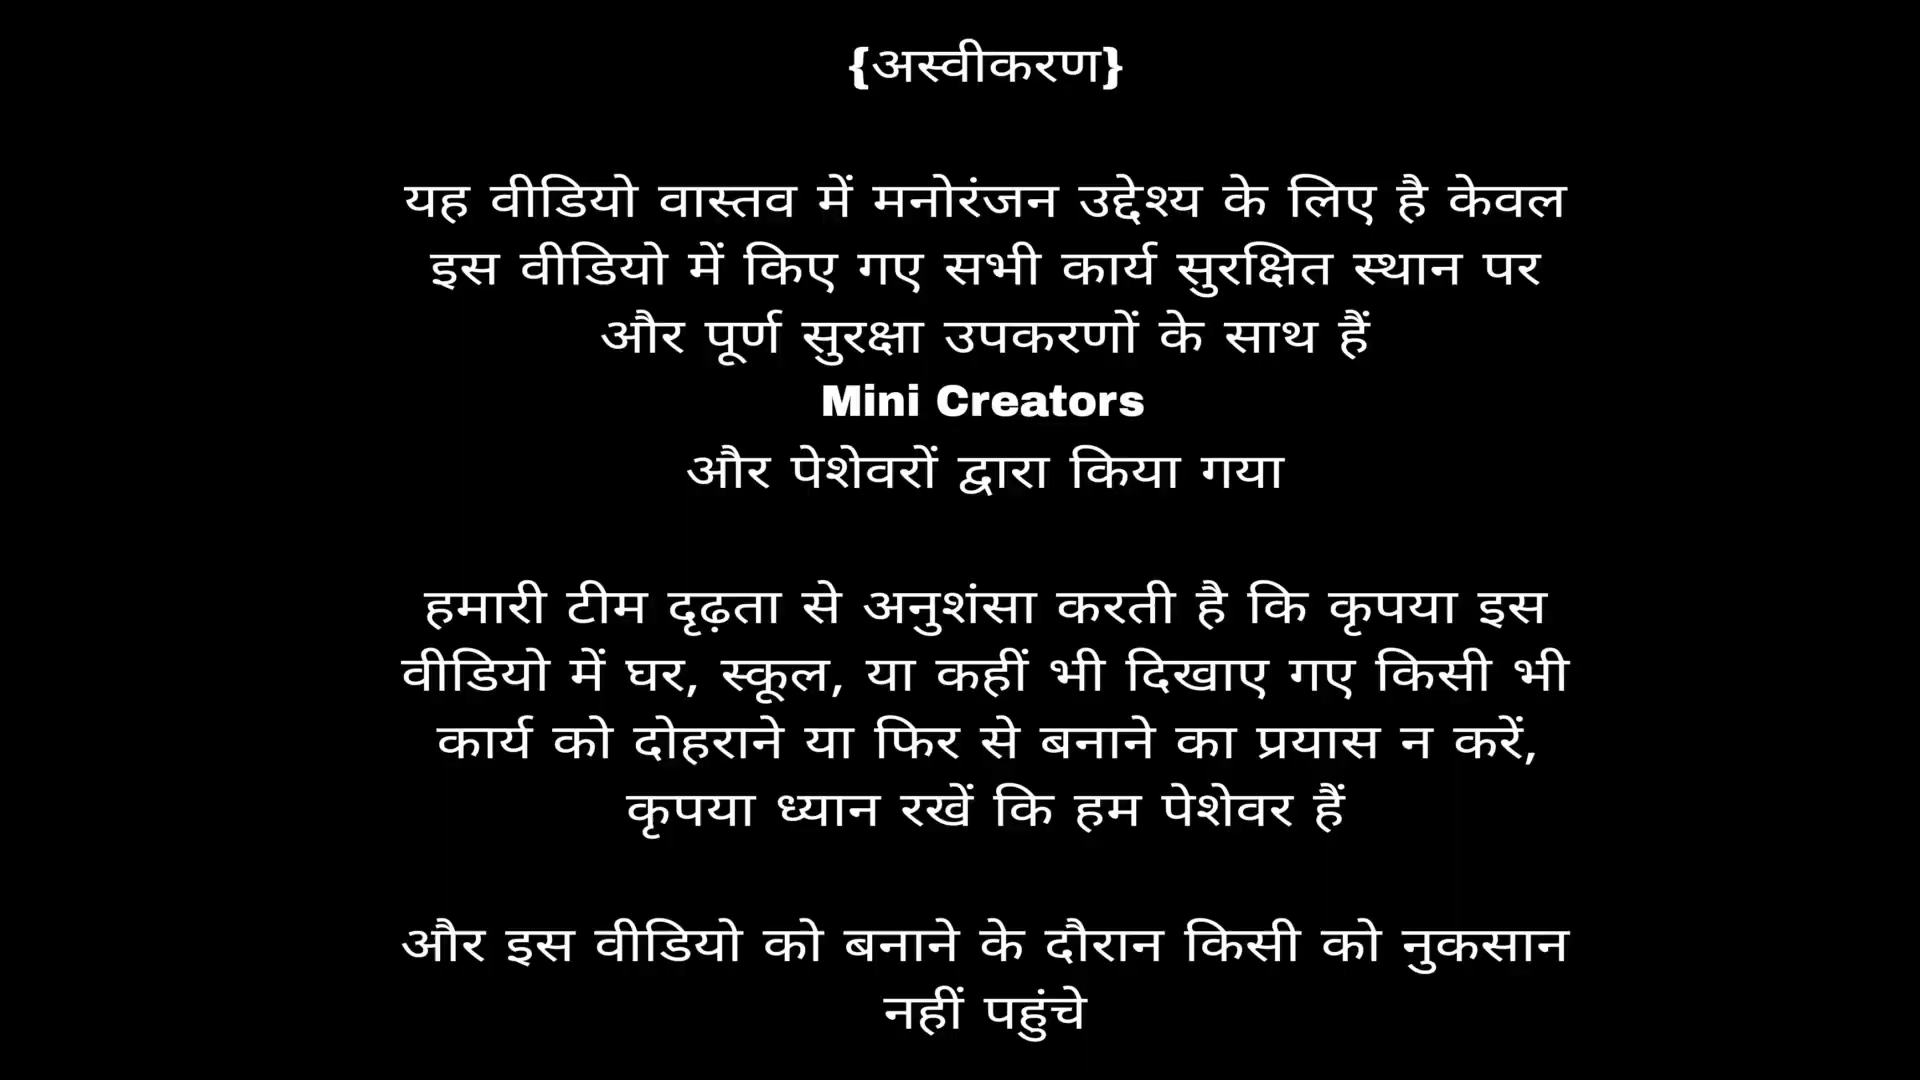 {अस्वीकरण}
यह वीडियो वास्तव में मनोरंजन उद्देश्य के लिए है केवल
इस वीडियो में किए गए सभी कार्य सुरक्षित स्थान पर
और पूर्ण सुरक्षा उपकरणों के साथ हैं
Mini Creators
और पेशेवरों द्वारा किया गया
हमारी टीम दृढ़ता से अनुशंसा करती है कि कृपया इस
वीडियो में घर, स्कूल, या कहीं भी दिखाए गए किसी भी
कार्य को दोहराने या फिर से बनाने का प्रयास न करें,
कृपया ध्यान रखें कि हम पेशेवर हैं
और इस वीडियो को बनाने के दौरान किसी को नुकसान
नहीं पहुंचे